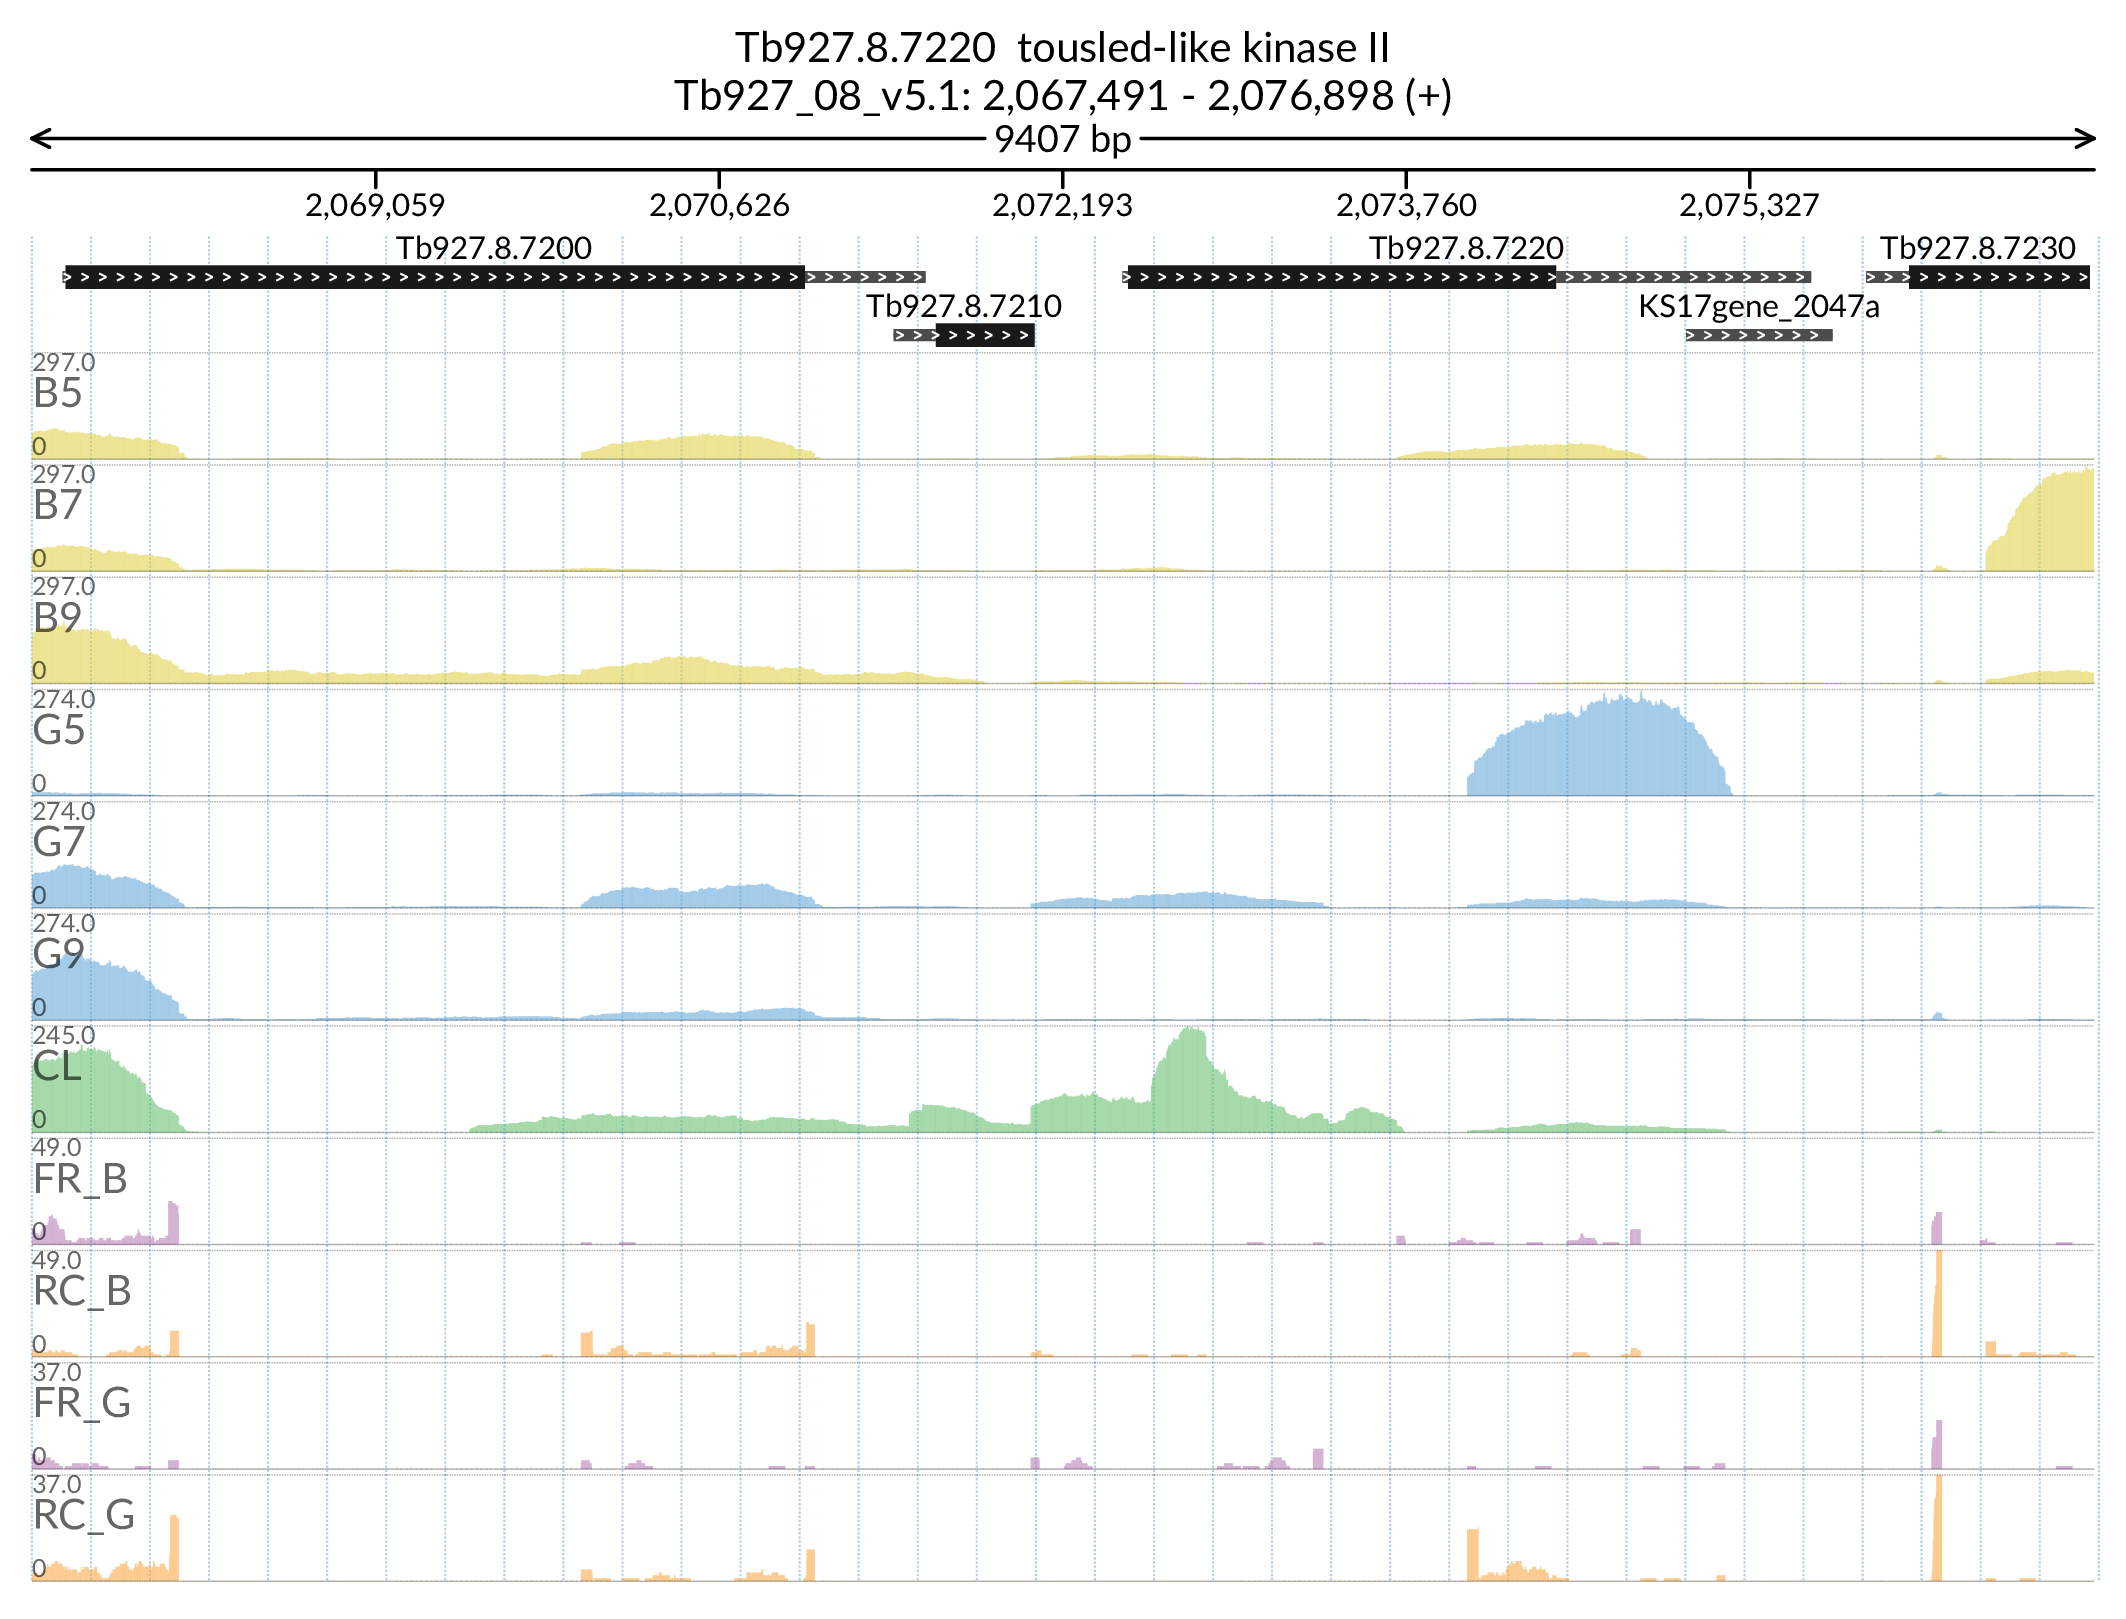 Tb927.8.7220 tousled-like kinase II
Tb927_08_v5.1: 2,067,491 - 2,076,898 (+)
9407 bp
2,069,059 2,070,626 2,072,193 2,073,760 2,075,327
Tb927.8.7200 Tb927.8.7220 Tb927.8.7230
Tb927.8.7210 KS17gene_2047a
297.0
B5
0
297.0
B7
0
297.0
B9
0
274.0
G5
0
274.0
G7
0
274.0
G9
0
245.0
CL
0
49.0
FR_B
0
49.0
RC_B
0
37.0
FR_G
0
37.0
RC_G
0